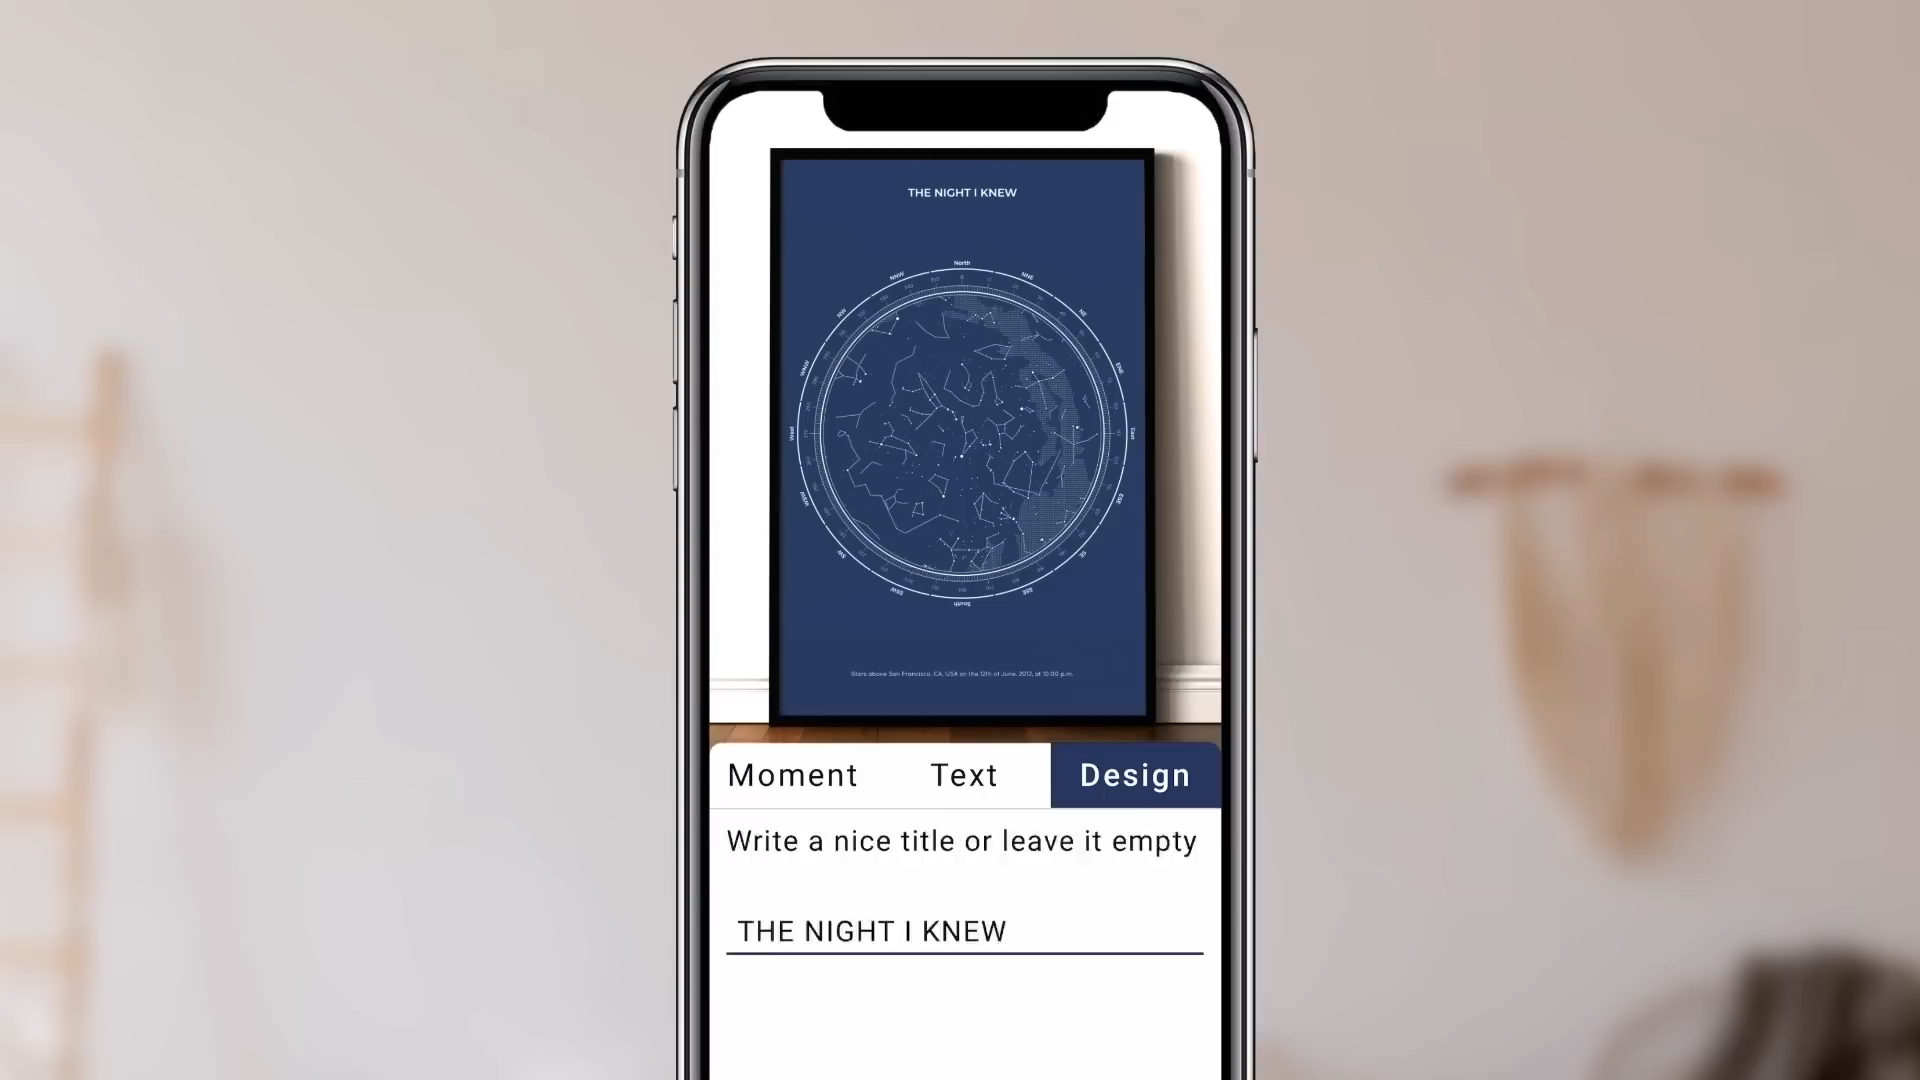 THE NIGHT I KNEW
North
NNW
NNE
NW
NE
WNW
ENE
West
East
WSW
ESE
SW
SE
SSW
SSE
South
Stars above San Francisco, CA, USA on the 12th of June, 2012, at 10:00 p.m.
Moment
Text
Design
Write a nice title or leave it empty
THE NIGHT I KNEW